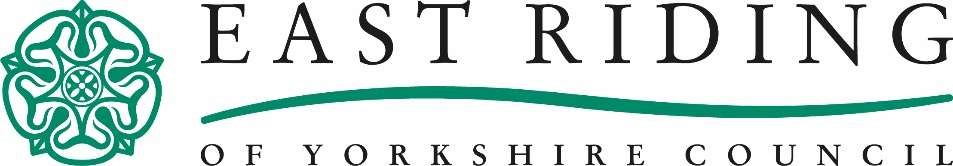 EAST RIDING
OF YORKSHIRE COUNCIL